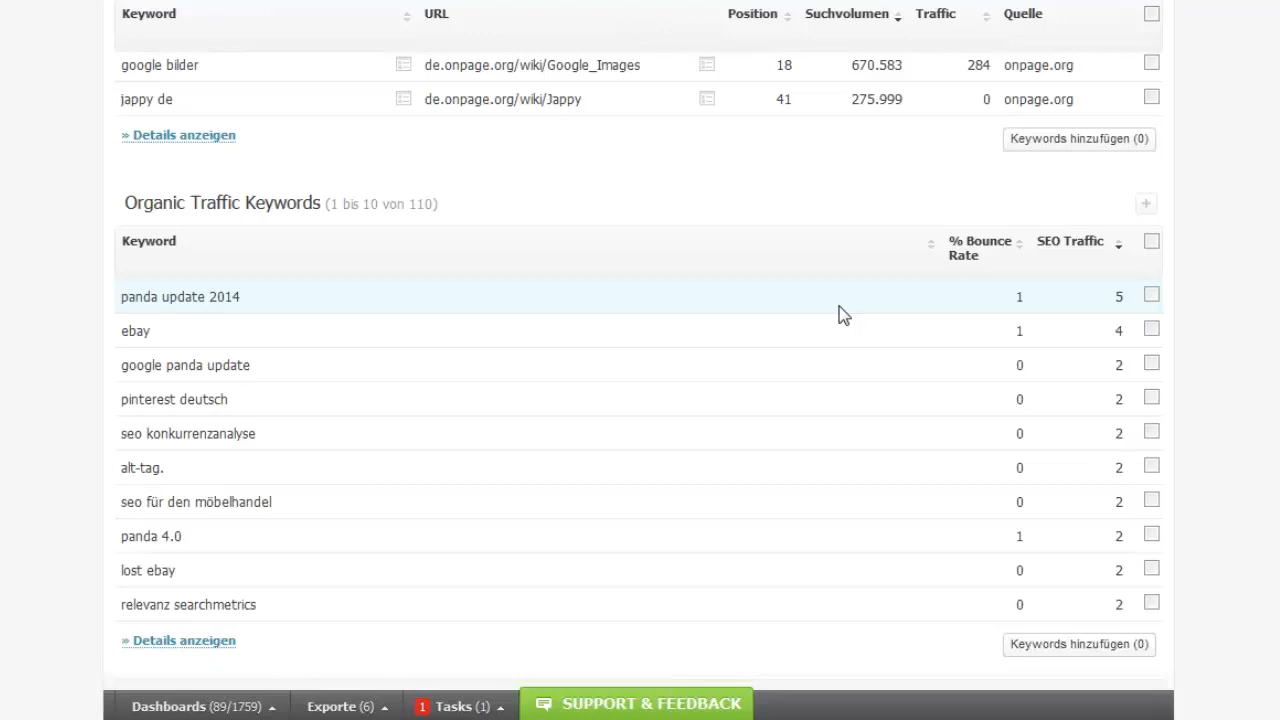 Keyword URL Position Suchvolumen Traffic Quelle
google bilder de.onpage.org/wiki/Google_Images 18 670.583 284 onpage.org
jappy de de.onpage.org/wiki/Jappy 41 275.999 0 onpage.org
» Details anzeigen Keywords hinzufügen (0)
Organic Traffic Keywords (1 bis 10 von 110) +
Keyword % Bounce Rate SEO Traffic
panda update 2014 1 5
ebay 1 4
google panda update 0 2
pinterest deutsch 0 2
seo konkurrenzanalyse 0 2
alt-tag. 0 2
seo für den möbelhandel 0 2
panda 4.0 1 2
lost ebay 0 2
relevanz searchmetrics 0 2
» Details anzeigen Keywords hinzufügen (0)
Dashboards (89/1759) Exporte (6) 1 Tasks (1) SUPPORT & FEEDBACK